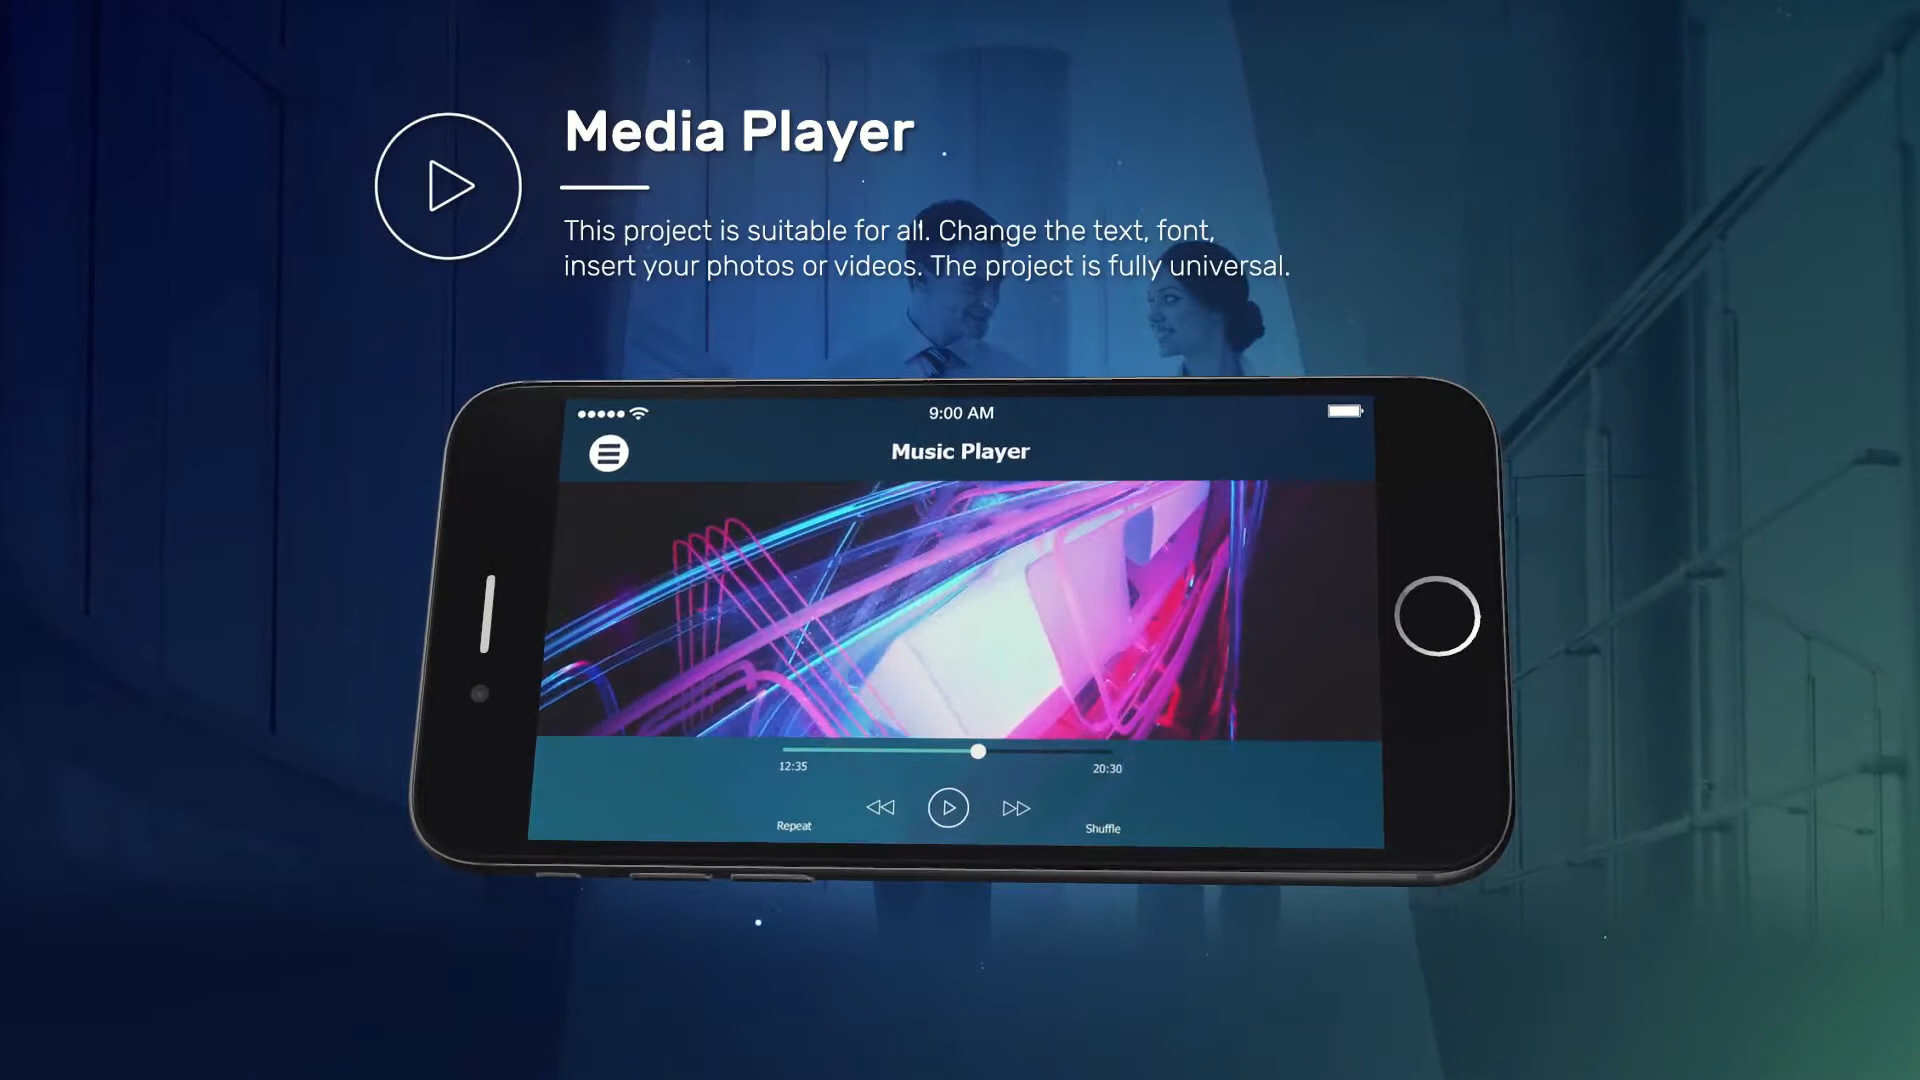 Media Player
This project is suitable for all. Change the text, font,
insert your photos or videos. The project is fully universal.
9:00 AM
Music Player
12:35
20:30
Repeat
Shuffle